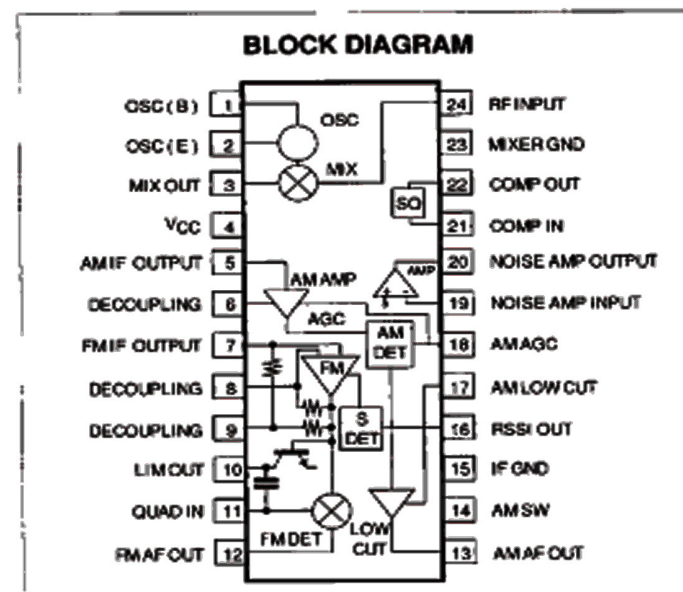 BLOCK DIAGRAM
OSC ( B ) 1
OSC ( E ) 2
MIX OUT 3
VCC 4
AM IF OUTPUT 5
DECOUPLING 6
FM IF OUTPUT 7
DECOUPLING 8
DECOUPLING 9
LIM OUT 10
QUAD IN 11
FM AF OUT 12
OSC
MIX
SQ
AMP
+ -
AM AMP
AGC
AM
DET
FM
S
DET
FM DET
LOW
CUT
24 RF INPUT
23 MIXER GND
22 COMP OUT
21 COMP IN
20 NOISE AMP OUTPUT
19 NOISE AMP INPUT
18 AM AGC
17 AM LOW CUT
16 RSSI OUT
15 IF GND
14 AM SW
13 AM AF OUT